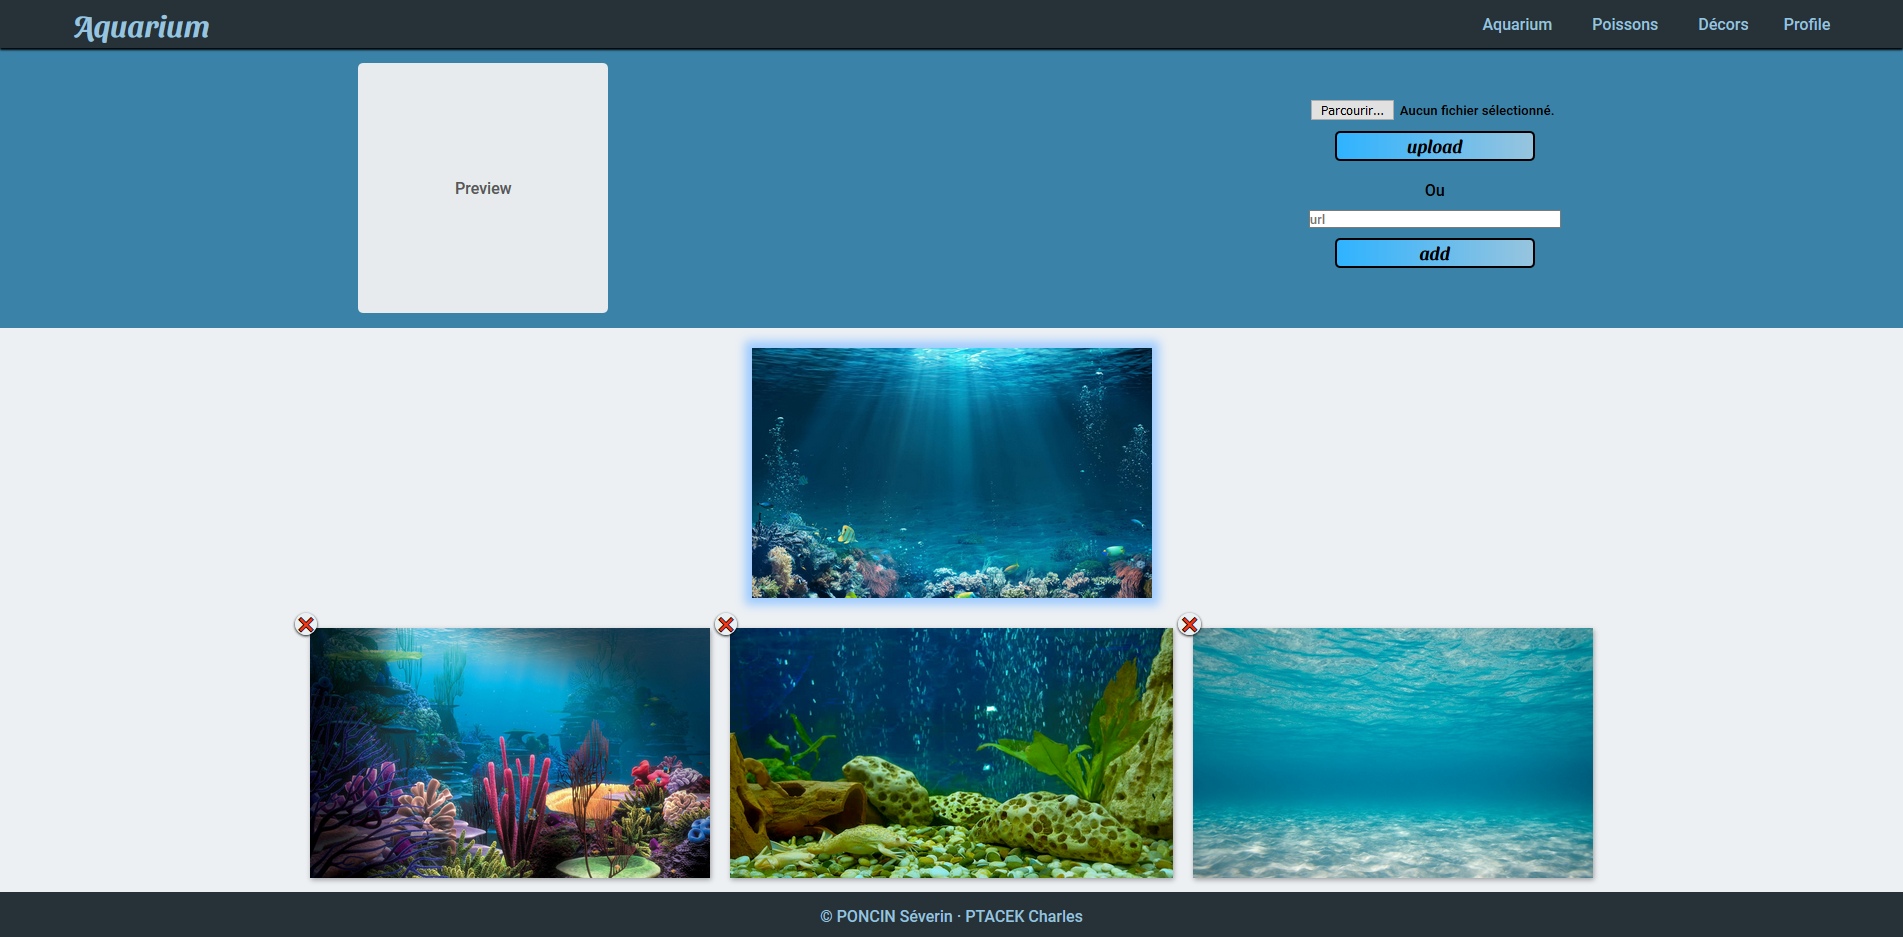 Aquarium
Aquarium Poissons Décors Profile
Preview
Parcourir... Aucun fichier sélectionné.
upload
Ou
url
add
© PONCIN Séverin · PTACEK Charles